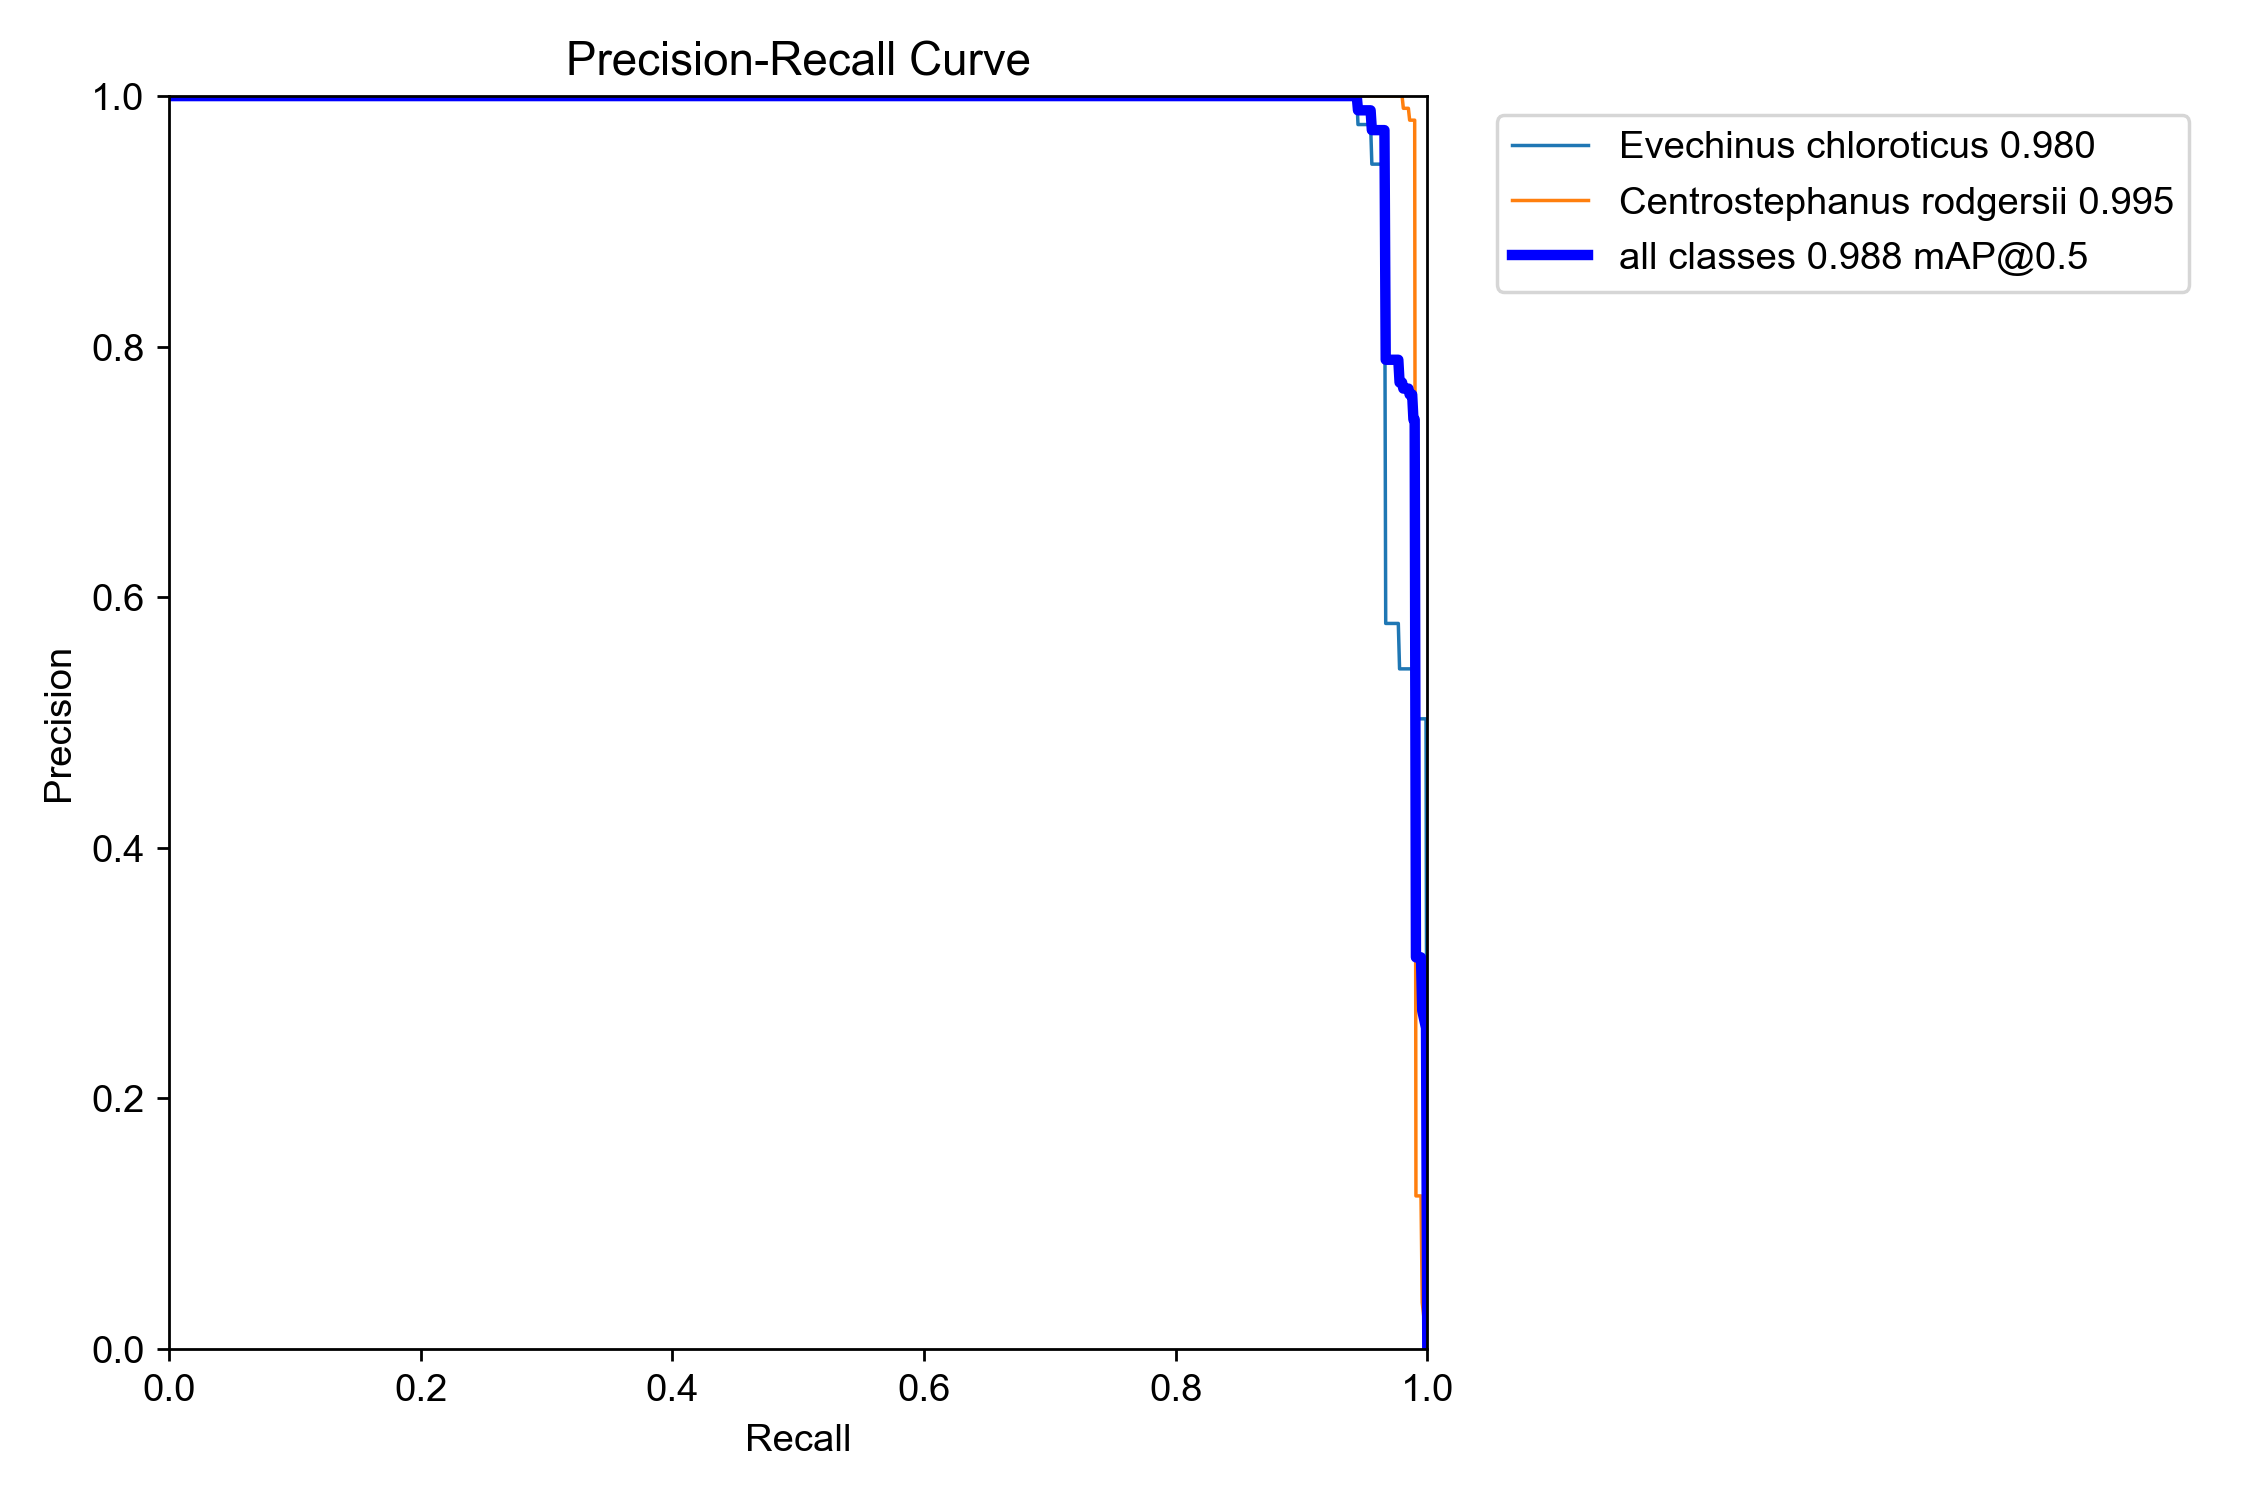 Precision-Recall Curve
1.0
0.8
0.6
0.4
0.2
0.0
Precision
0.0 0.2 0.4 0.6 0.8 1.0
Recall
Evechinus chloroticus 0.980
Centrostephanus rodgersii 0.995
all classes 0.988 mAP@0.5